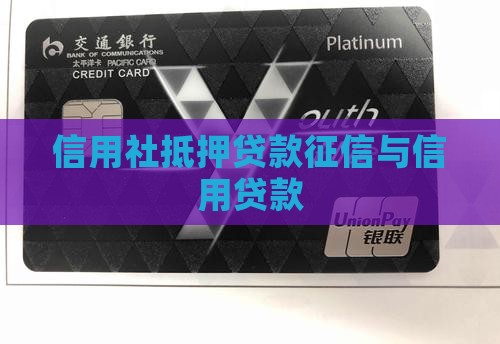 交通銀行
BANK OF COMMUNICATIONS
太平洋卡 PACIFIC CARD
CREDIT CARD
Platinum
outh
信用社抵押贷款征信与信
用贷款
UnionPay
银联